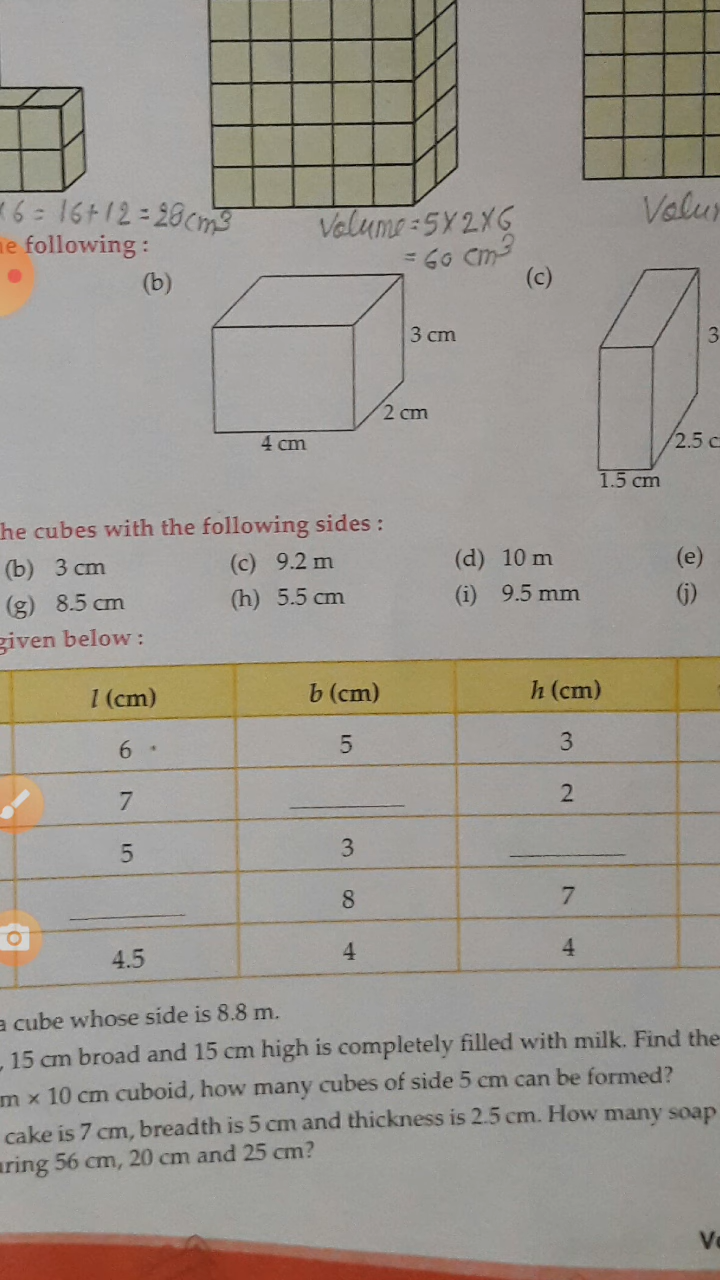 x 6 = 16+12 = 28 cm3
Volume = 5 X 2 X 6
= 60 cm3
following :
(b)
(c)
3 cm
2 cm
4 cm
3
2.5 c
1.5 cm
he cubes with the following sides :
(b) 3 cm (c) 9.2 m (d) 10 m (e)
(g) 8.5 cm (h) 5.5 cm (i) 9.5 mm (j)
given below :
l (cm) b (cm) h (cm)
6 5 3
7 ________ 2
5 3 ________
________ 8 7
4.5 4 4
a cube whose side is 8.8 m.
, 15 cm broad and 15 cm high is completely filled with milk. Find the
m × 10 cm cuboid, how many cubes of side 5 cm can be formed?
cake is 7 cm, breadth is 5 cm and thickness is 2.5 cm. How many soap
uring 56 cm, 20 cm and 25 cm?